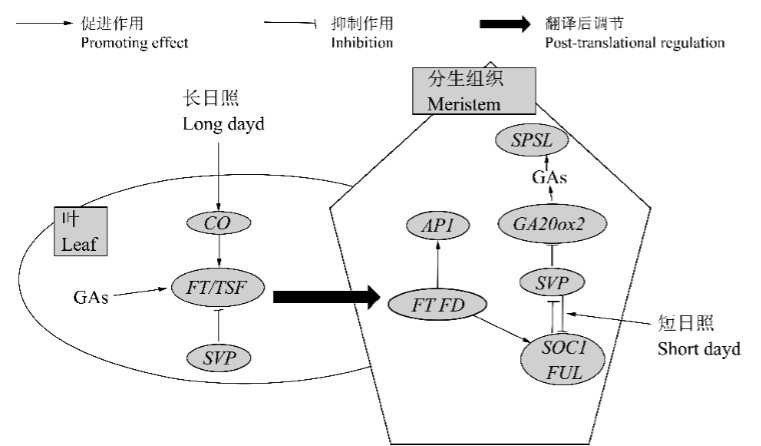 促进作用
Promoting effect
抑制作用
Inhibition
翻译后调节
Post-translational regulation
分生组织
Meristem
长日照
Long dayd
SPSL
GAs
叶
Leaf
CO
AP1
GA20ox2
GAs
FT/TSF
FT FD
SVP
短日照
Short dayd
SVP
SOC1
FUL